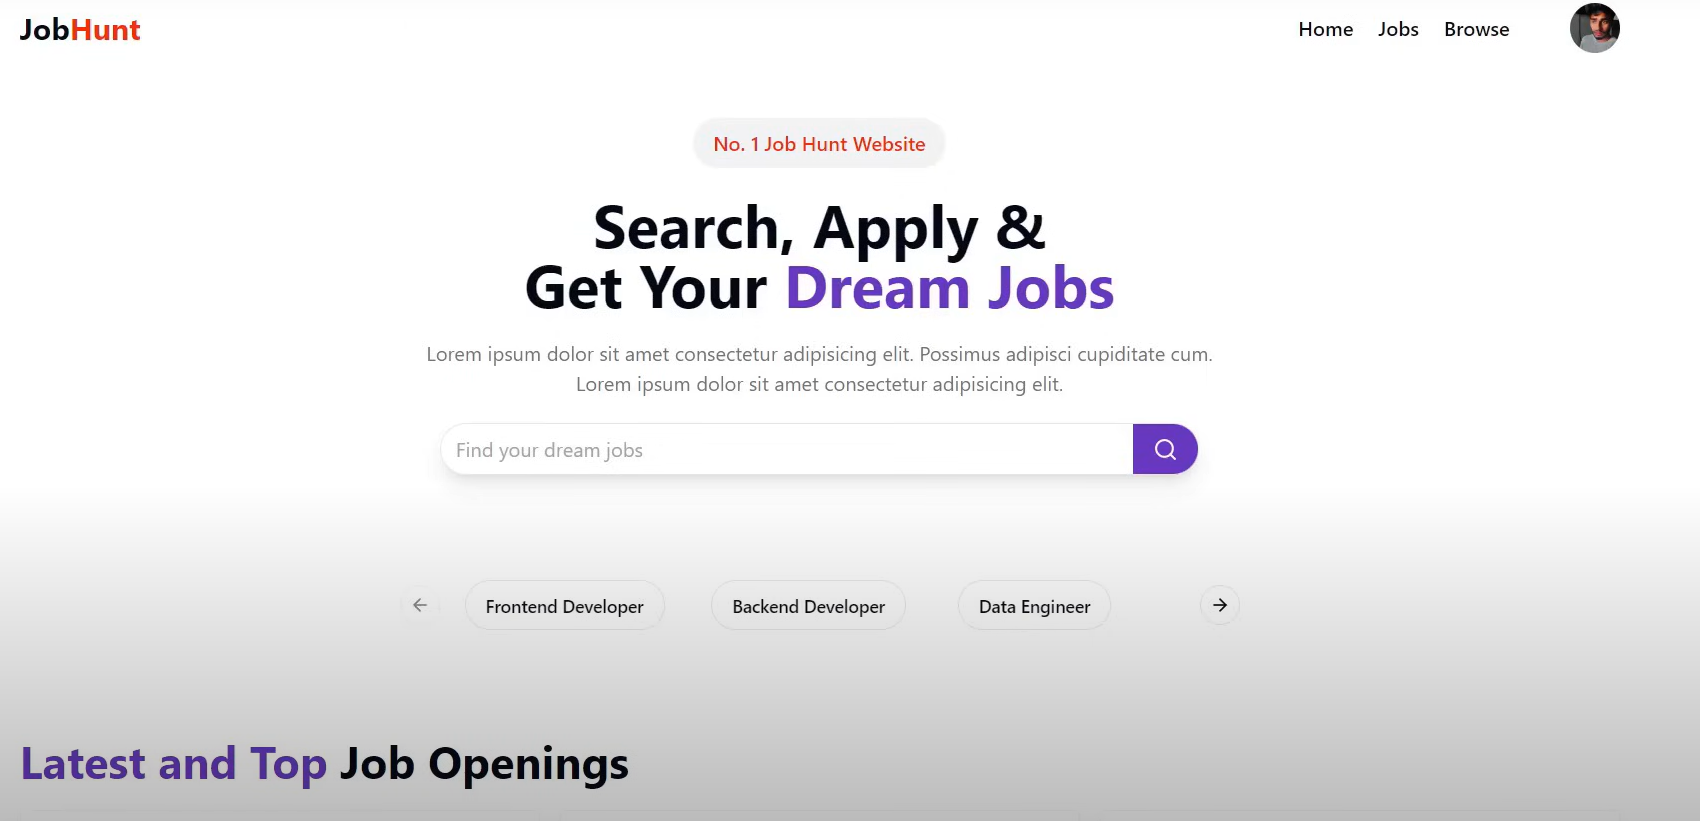 JobHunt
Home Jobs Browse
No. 1 Job Hunt Website
Search, Apply &
Get Your Dream Jobs
Lorem ipsum dolor sit amet consectetur adipisicing elit. Possimus adipisci cupiditate cum.
Lorem ipsum dolor sit amet consectetur adipisicing elit.
Find your dream jobs
Frontend Developer Backend Developer Data Engineer
Latest and Top Job Openings